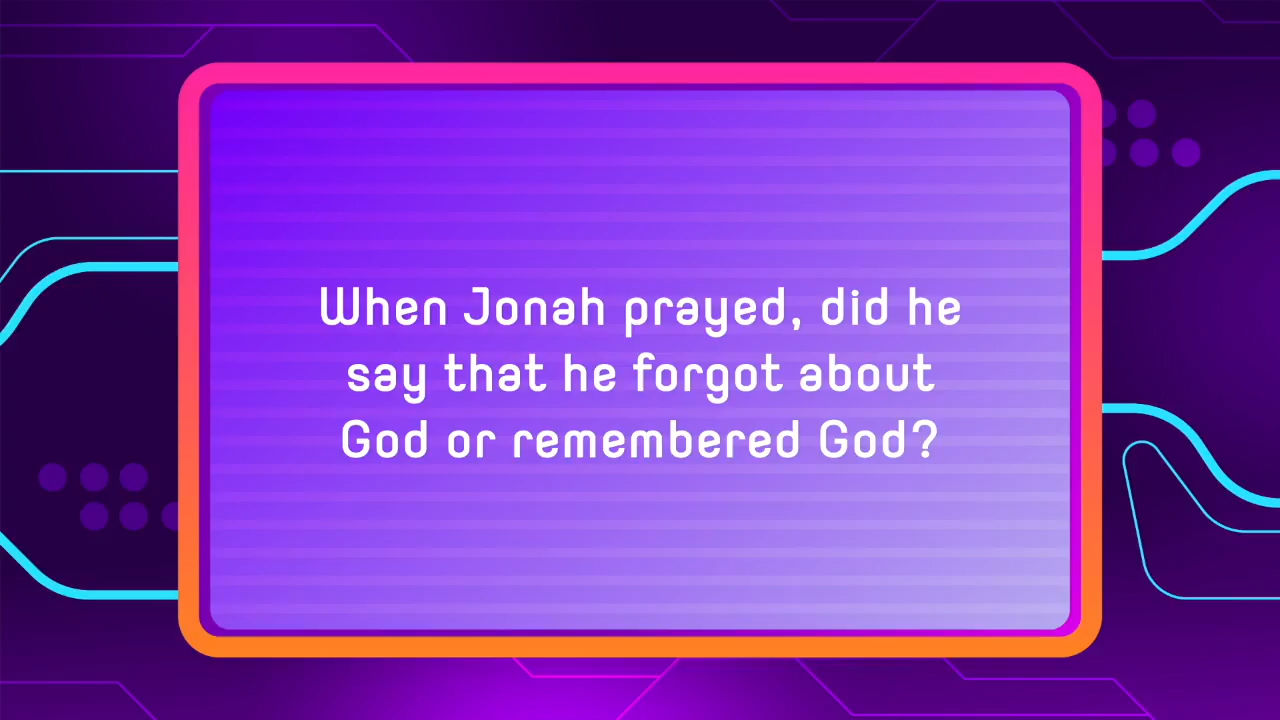 When Jonah prayed, did he
say that he forgot about
God or remembered God?